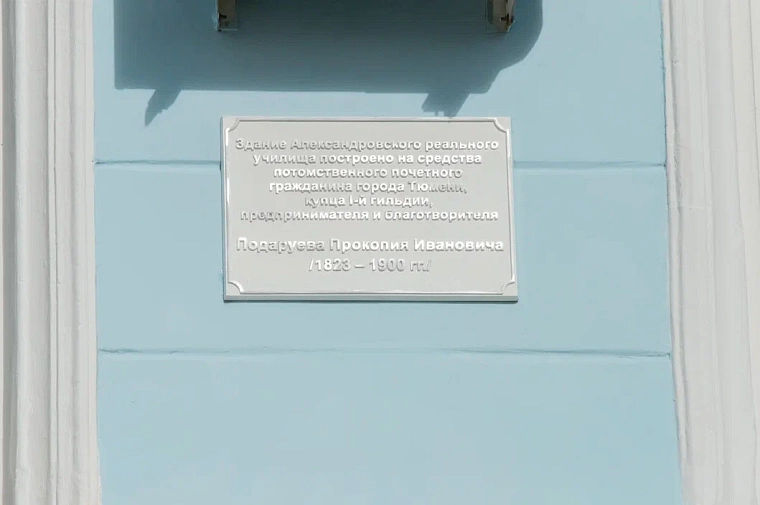 Здание Александровского реального
училища построено на средства
потомственного почетного
гражданина города Тюмени,
купца I-й гильдии,
предпринимателя и благотворителя
Подаруева Прокопия Ивановича
/1823 – 1900 гг./